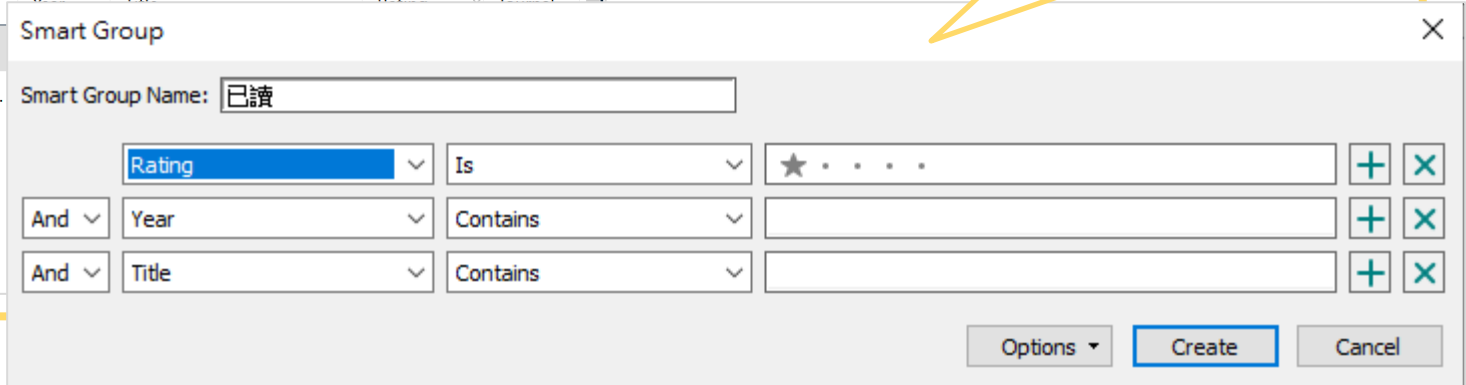 Smart Group
Smart Group Name: 已讀
Rating Is
And Year Contains
And Title Contains
Options Create Cancel